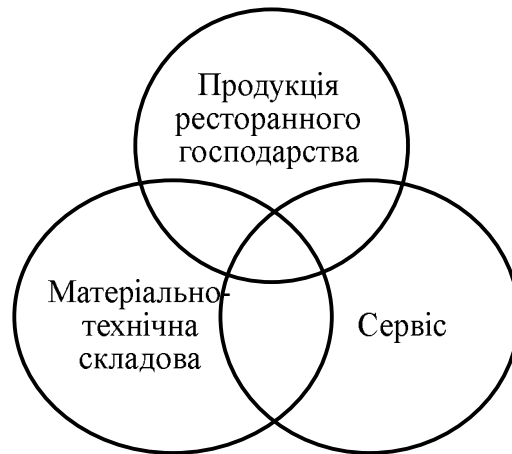 Продукція
ресторанного
господарства
Матеріально-
технічна
складова
Сервіс